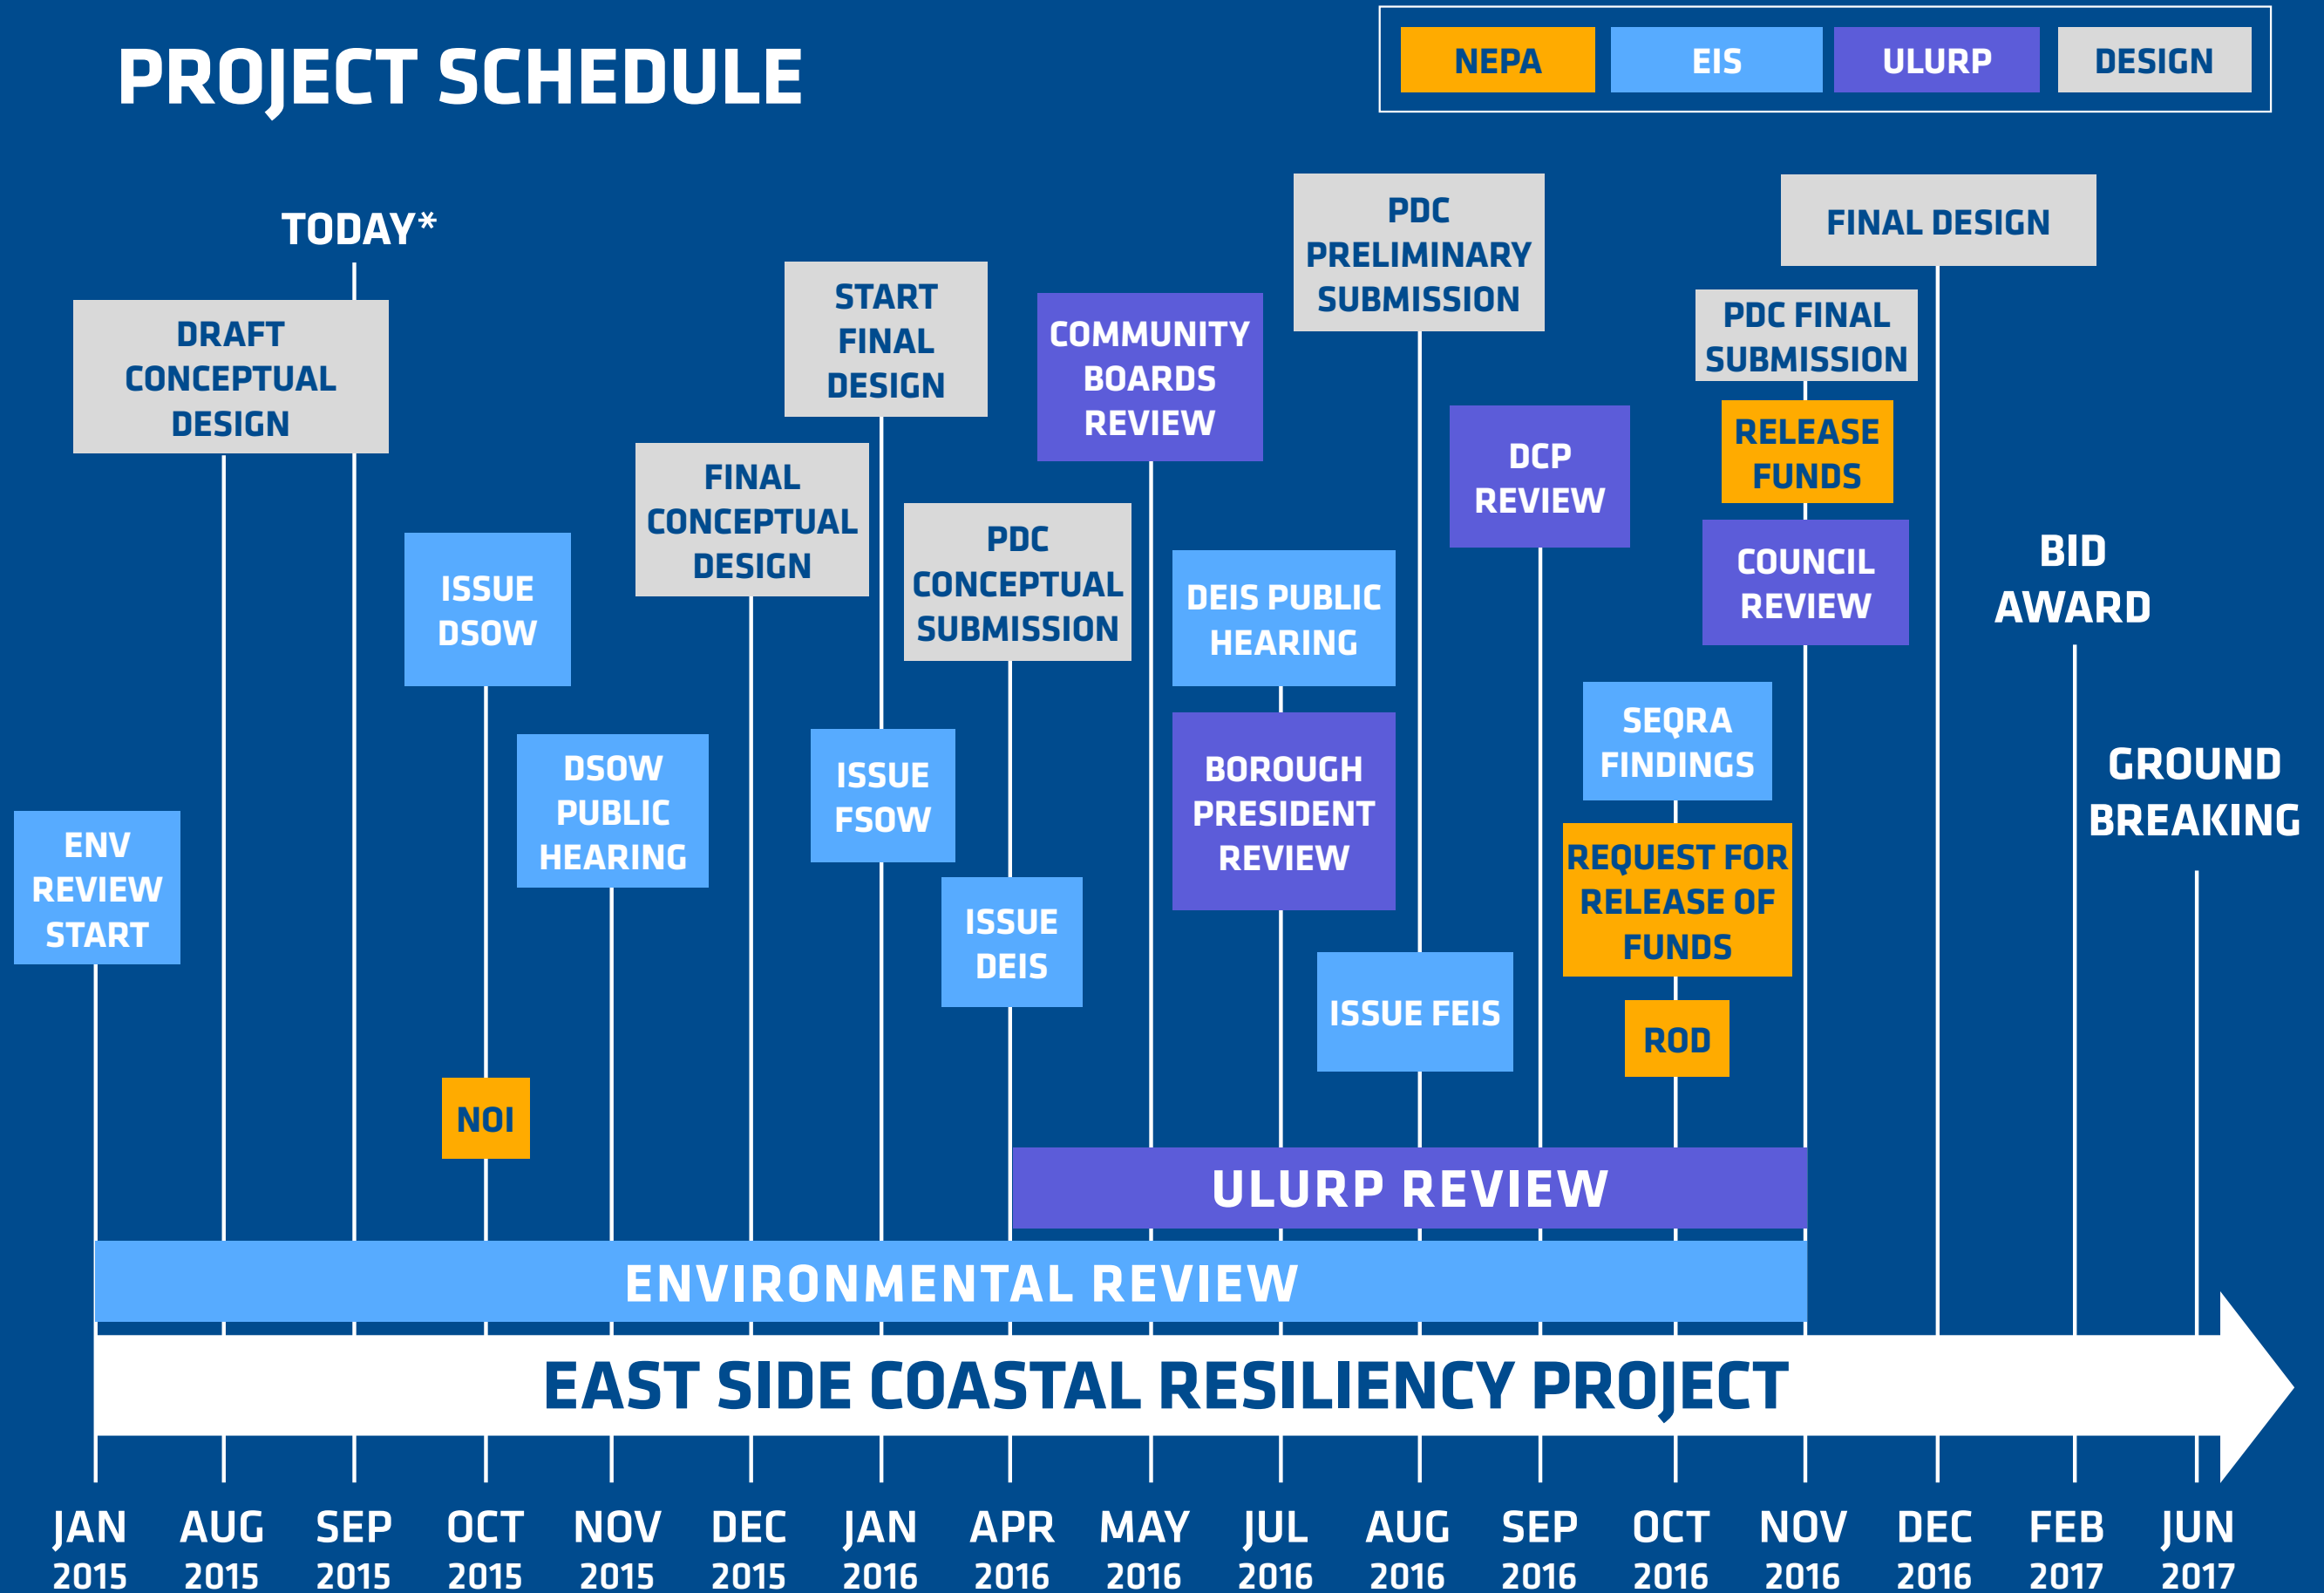 PROJECT SCHEDULE
NEPA
EIS
ULURP
DESIGN
TODAY*
DRAFT
CONCEPTUAL
DESIGN
ENV
REVIEW
START
ISSUE
DSOW
NOI
DSOW
PUBLIC
HEARING
FINAL
CONCEPTUAL
DESIGN
START
FINAL
DESIGN
ISSUE
FSOW
PDC
CONCEPTUAL
SUBMISSION
ISSUE
DEIS
COMMUNITY
BOARDS
REVIEW
DEIS PUBLIC
HEARING
BOROUGH
PRESIDENT
REVIEW
PDC
PRELIMINARY
SUBMISSION
ISSUE FEIS
DCP
REVIEW
SEQRA
FINDINGS
REQUEST FOR
RELEASE OF
FUNDS
ROD
PDC FINAL
SUBMISSION
RELEASE
FUNDS
COUNCIL
REVIEW
FINAL DESIGN
BID
AWARD
GROUND
BREAKING
ULURP REVIEW
ENVIRONMENTAL REVIEW
EAST SIDE COASTAL RESILIENCY PROJECT
JAN
2015
AUG
2015
SEP
2015
OCT
2015
NOV
2015
DEC
2015
JAN
2016
APR
2016
MAY
2016
JUL
2016
AUG
2016
SEP
2016
OCT
2016
NOV
2016
DEC
2016
FEB
2017
JUN
2017